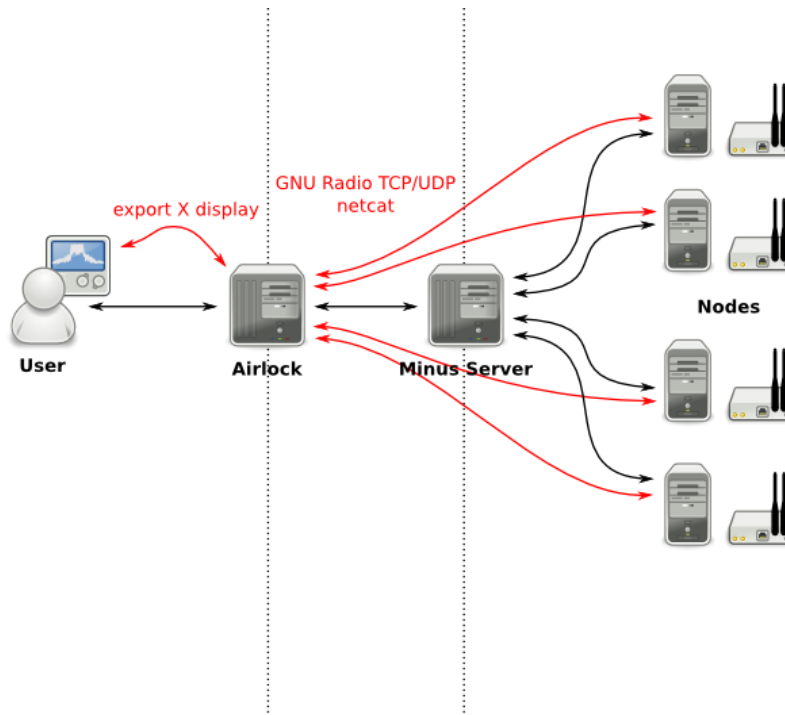 GNU Radio TCP/UDP
netcat
export X display
Nodes
User
Airlock
Minus Server